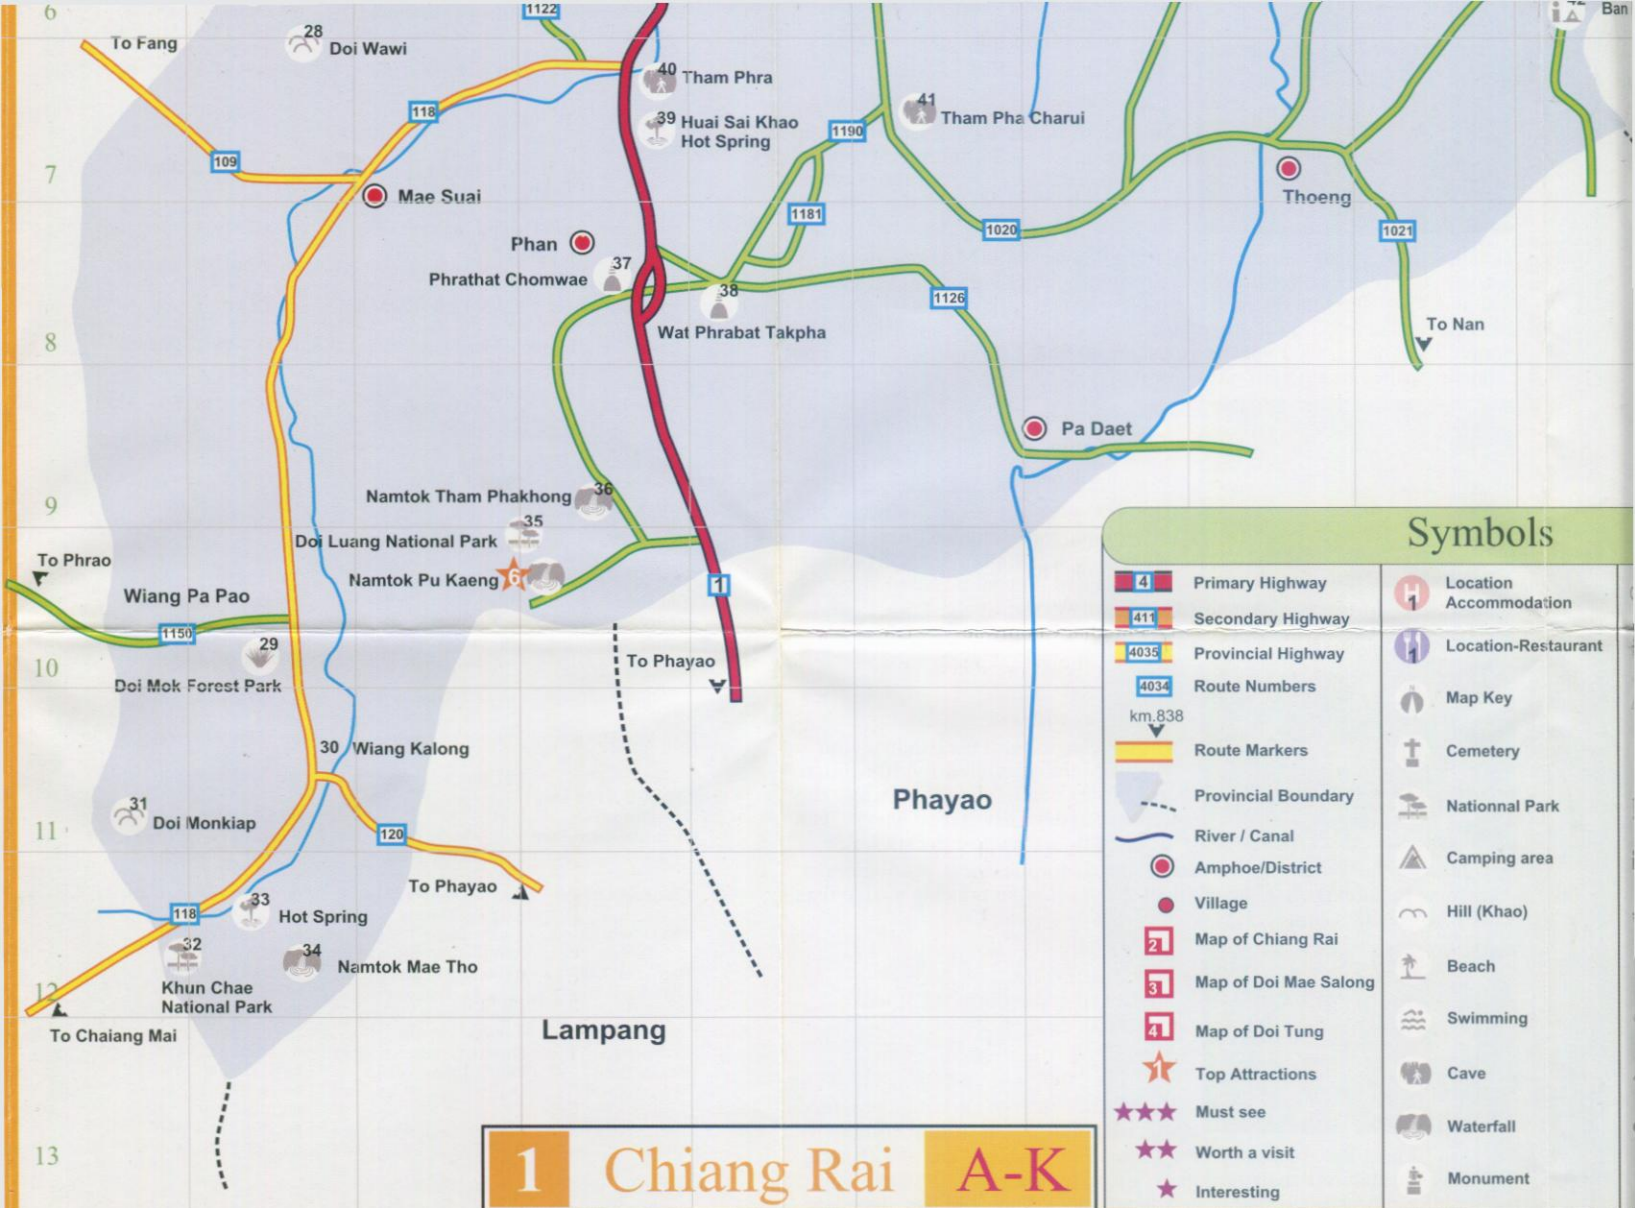 6
1122
42
Ban
To Fang
28
Doi Wawi
40
Tham Phra
118
39
Huai Sai Khao
Hot Spring
41
Tham Pha Charui
1190
109
7
Mae Suai
Thoeng
1181
1020
1021
Phan
37
Phrathat Chomwae
38
1126
Wat Phrabat Takpha
To Nan
8
Pa Daet
Namtok Tham Phakhong
36
9
35
Doi Luang National Park
To Phrao
Namtok Pu Kaeng
6
1
Wiang Pa Pao
1150
29
10
To Phayao
Doi Mok Forest Park
30
Wiang Kalong
Phayao
31
Doi Monkiap
11
120
To Phayao
118
33
Hot Spring
32
34
Namtok Mae Tho
Khun Chae
National Park
12
To Chaiang Mai
Lampang
13
1
Chiang Rai
A-K
Symbols
4
Primary Highway
411
Secondary Highway
4035
Provincial Highway
4034
Route Numbers
km.838
Route Markers
Provincial Boundary
River / Canal
Amphoe/District
Village
2
Map of Chiang Rai
3
Map of Doi Mae Salong
4
Map of Doi Tung
1
Top Attractions
Must see
Worth a visit
Interesting
H
1
Location
Accommodation
1
Location-Restaurant
Map Key
Cemetery
Nationnal Park
Camping area
Hill (Khao)
Beach
Swimming
Cave
Waterfall
Monument